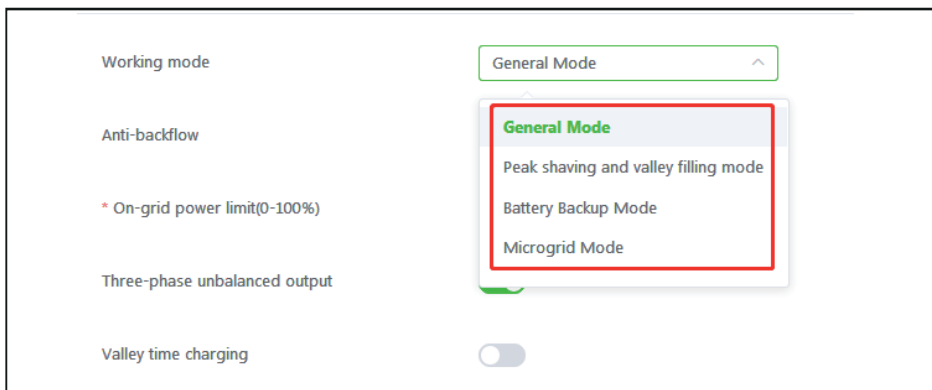 Working mode
General Mode
Anti-backflow
General Mode
Peak shaving and valley filling mode
* On-grid power limit(0-100%)
Battery Backup Mode
Microgrid Mode
Three-phase unbalanced output
Valley time charging